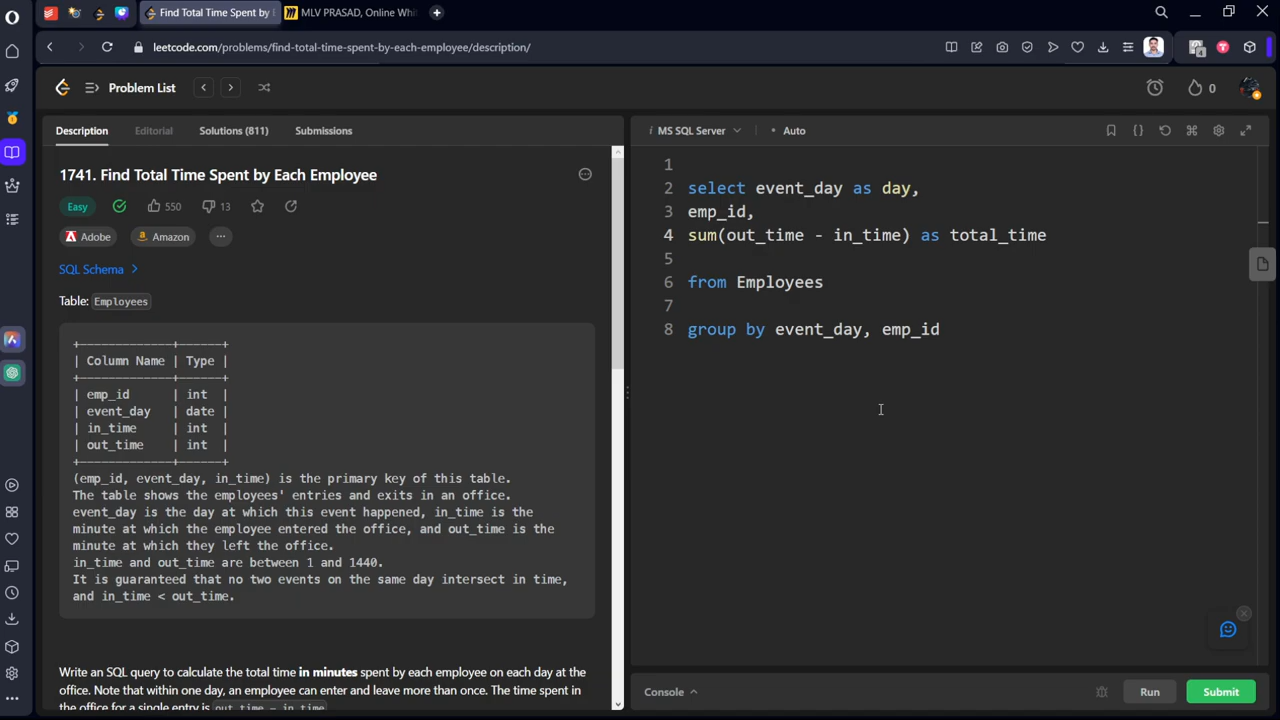 Find Total Time Spent by I
MLV PRASAD, Online Whit
leetcode.com/problems/find-total-time-spent-by-each-employee/description/
4
Problem List
0
Description
Editorial
Solutions (811)
Submissions
1741. Find Total Time Spent by Each Employee
Easy
550
13
Adobe
Amazon
SQL Schema >
Table: Employees
+-------------+------+
| Column Name | Type |
+-------------+------+
| emp_id | int |
| event_day | date |
| in_time | int |
| out_time | int |
+-------------+------+
(emp_id, event_day, in_time) is the primary key of this table.
The table shows the employees' entries and exits in an office.
event_day is the day at which this event happened, in_time is the
minute at which the employee entered the office, and out_time is the
minute at which they left the office.
in_time and out_time are between 1 and 1440.
It is guaranteed that no two events on the same day intersect in time,
and in_time < out_time.
Write an SQL query to calculate the total time in minutes spent by each employee on each day at the
office. Note that within one day, an employee can enter and leave more than once. The time spent in
the office for a single entry is out_time - in_time
i MS SQL Server
• Auto
1
2 select event_day as day,
3 emp_id,
4 sum(out_time - in_time) as total_time
5
6 from Employees
7
8 group by event_day, emp_id
Console
Run
Submit